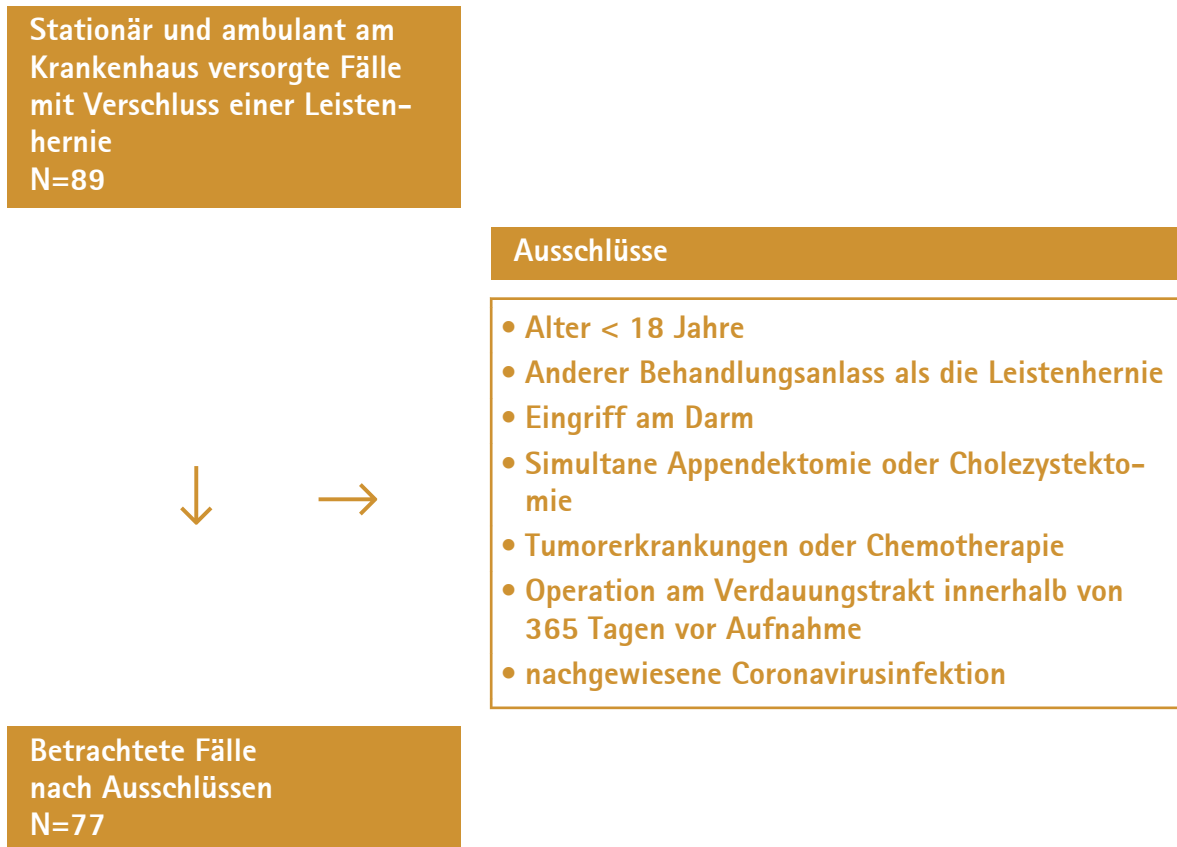 Stationär und ambulant am
Krankenhaus versorgte Fälle
mit Verschluss einer Leisten-
hernie
N=89
Ausschlüsse
• Alter < 18 Jahre
• Anderer Behandlungsanlass als die Leistenhernie
• Eingriff am Darm
• Simultane Appendektomie oder Cholezystekto-
mie
• Tumorerkrankungen oder Chemotherapie
• Operation am Verdauungstrakt innerhalb von
365 Tagen vor Aufnahme
• nachgewiesene Coronavirusinfektion
Betrachtete Fälle
nach Ausschlüssen
N=77